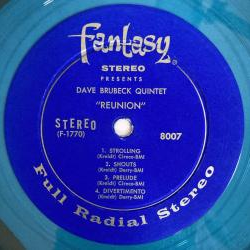 Fantasy
STEREO
PRESENTS
DAVE BRUBECK QUINTET
"REUNION"
STEREO
(F-1770)
8007
1. STROLLING
(Kreidt) Cireco-BMI
2. SHOUTS
(Kreidt) Derry-BMI
3. PRELUDE
(Kreidt) Cireco-BMI
4. DIVERTIMENTO
(Kreidt) Derry-BMI
Full Radial Stereo